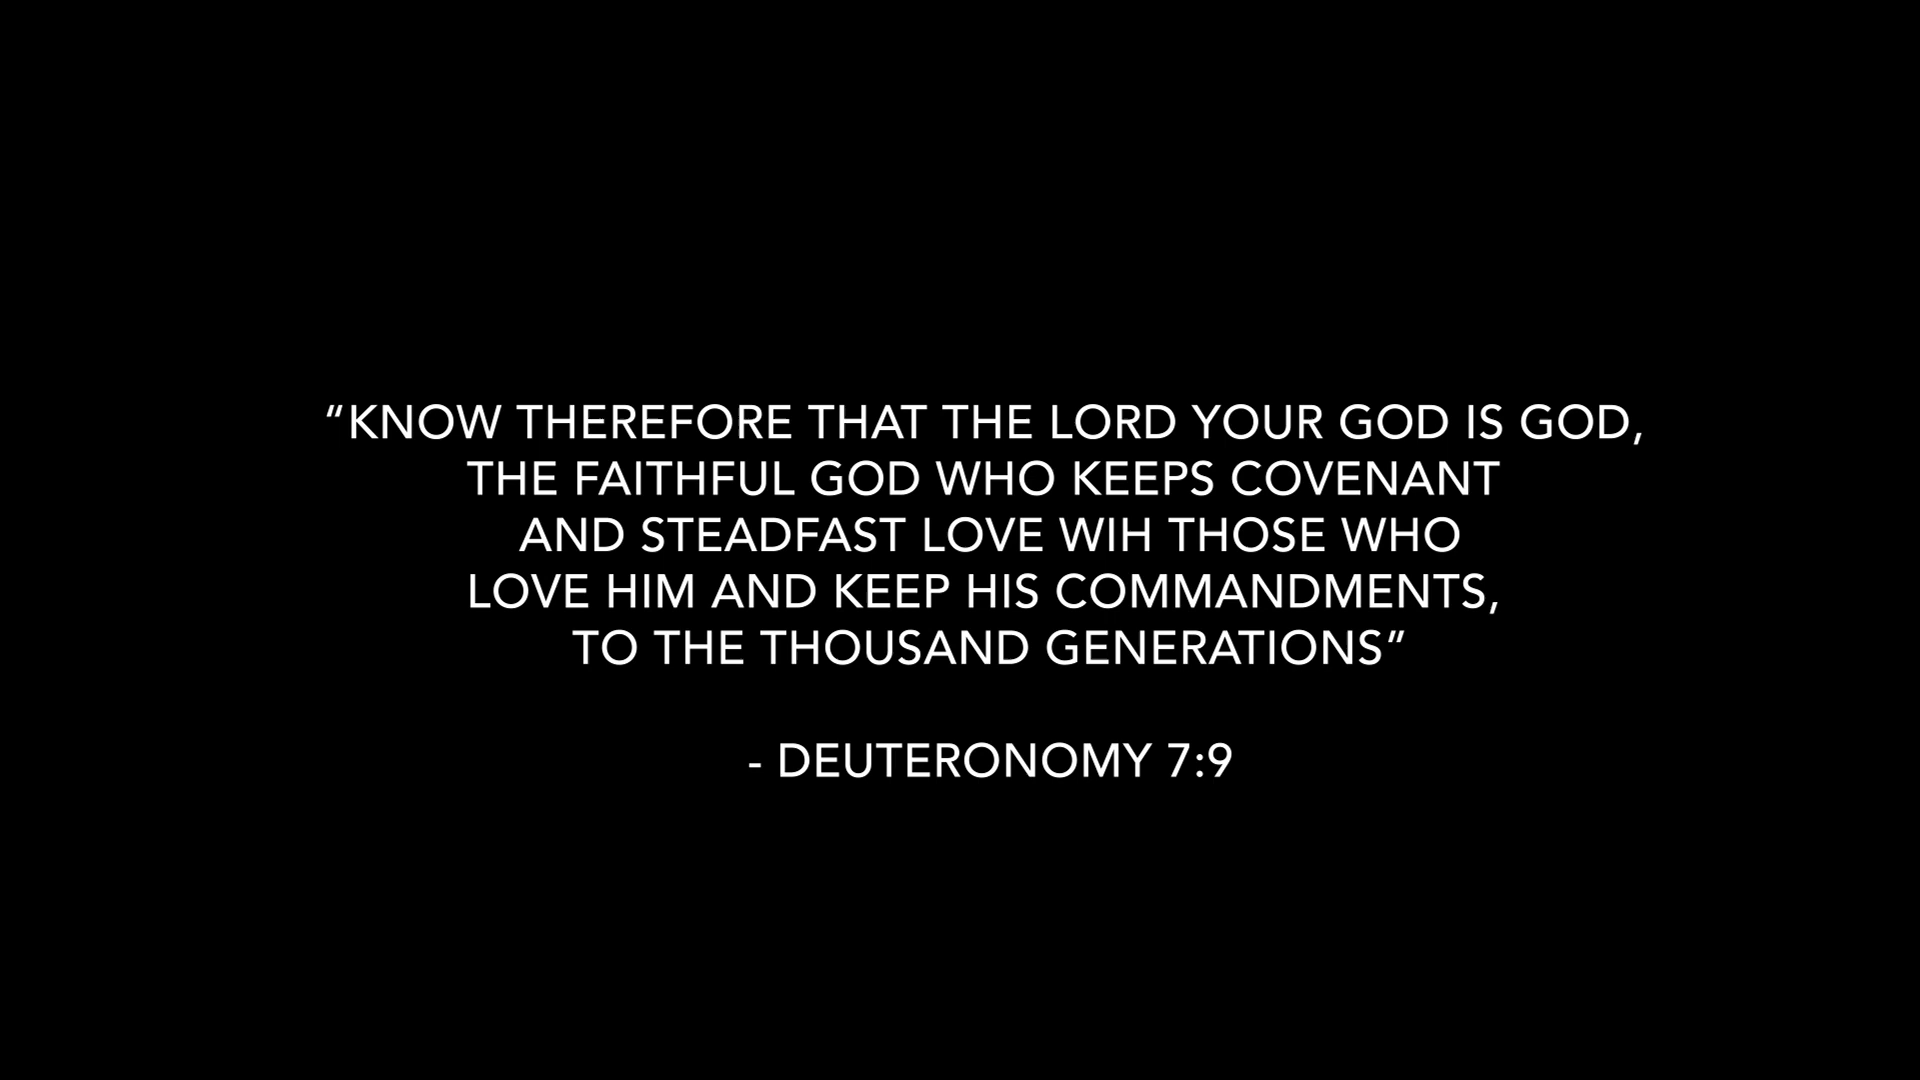 “KNOW THEREFORE THAT THE LORD YOUR GOD IS GOD,
THE FAITHFUL GOD WHO KEEPS COVENANT
AND STEADFAST LOVE WIH THOSE WHO
LOVE HIM AND KEEP HIS COMMANDMENTS,
TO THE THOUSAND GENERATIONS”
- DEUTERONOMY 7:9